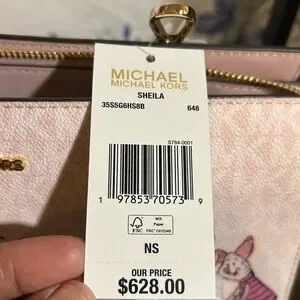 MICHAEL
MICHAEL KORS
SHEILA
35S5G6HS8B 648
S784-0001
1 97853 70573 9
FSC
MIX
Paper
NS
OUR PRICE
$628.00